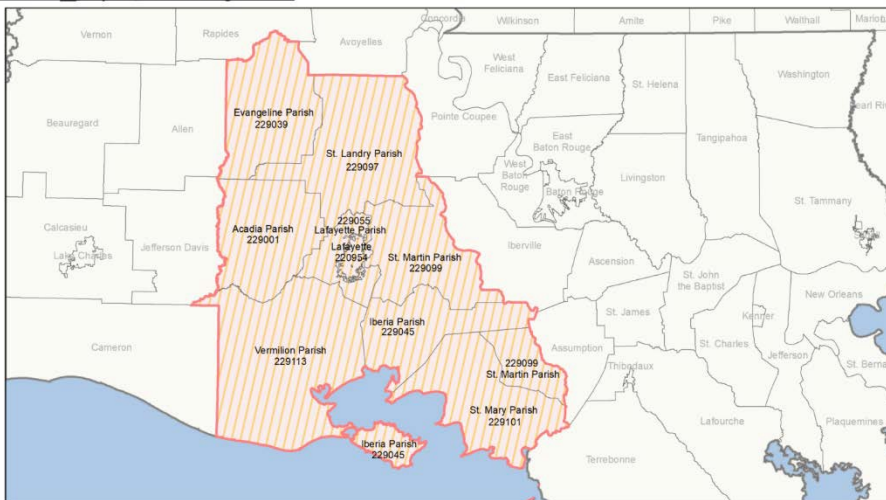 Concordia
Wilkinson
Amite
Pike
Walthall
Vernon
Rapides
Avoyelles
West
Feliciana
East Feliciana
St. Helena
Washington
Evangeline Parish
229039
Pointe Coupee
Beauregard
Allen
St. Landry Parish
229097
East
Baton Rouge
Tangipahoa
West
Baton
Rouge
Baton Rouge
Livingston
St. Tammany
Calcasieu
Lake Charles
Jefferson Davis
Acadia Parish
229001
229055
Lafayette Parish
Lafayette
220954
St. Martin Parish
229099
Iberville
Ascension
St. John
the Baptist
New Orleans
Cameron
Vermilion Parish
229113
Iberia Parish
229045
Assumption
St. James
St. Charles
Kenner
Jefferson
St. Berna
229099
St. Martin Parish
Thibodaux
St. Mary Parish
229101
Lafourche
Plaquemines
Iberia Parish
229045
Terrebonne